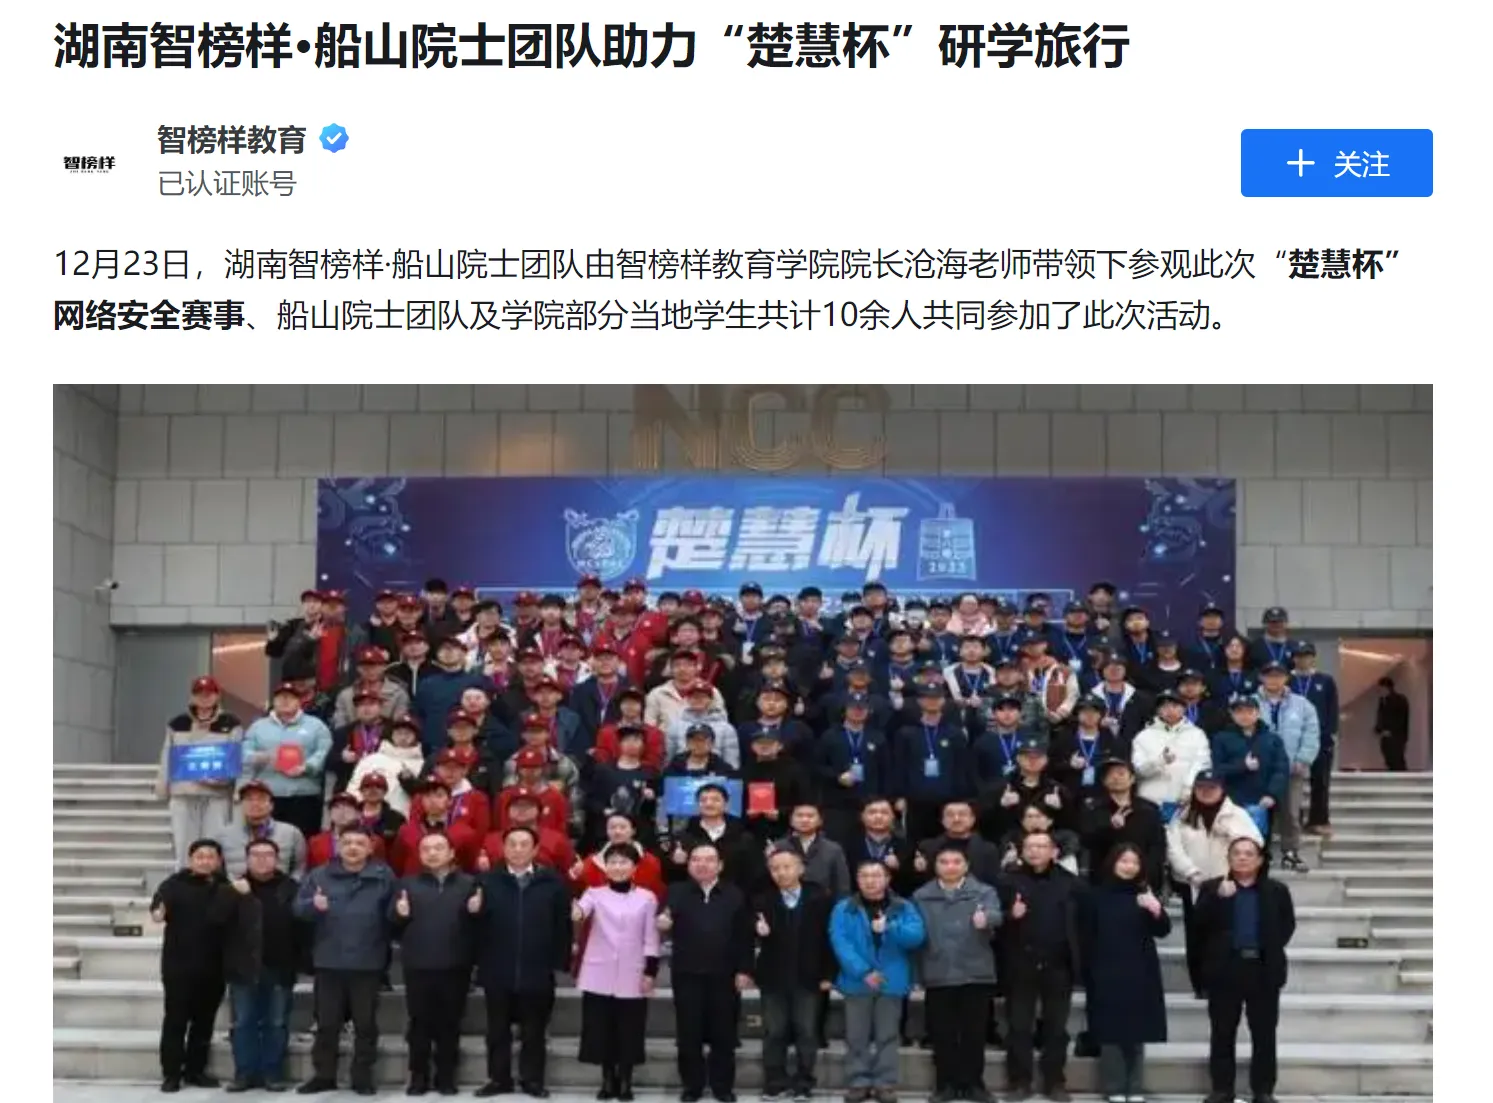 湖南智榜样•船山院士团队助力“楚慧杯”研学旅行
智榜样
智榜样教育
已认证账号
关注
12月23日，湖南智榜样·船山院士团队由智榜样教育学院院长沧海老师带领下参观此次“楚慧杯”
网络安全赛事、船山院士团队及学院部分当地学生共计10余人共同参加了此次活动。
NCC
楚慧杯